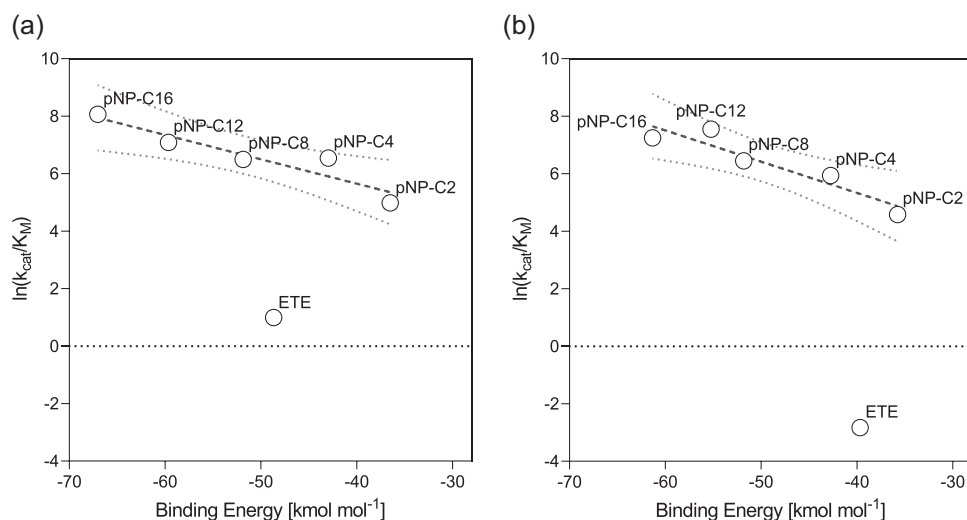 (a)
(b)
10
8
6
4
2
0
-2
-4
-70
-60
-50
-40
-30
ln(kcat/KM)
Binding Energy [kmol mol⁻¹]
pNP-C16
pNP-C12
pNP-C8
pNP-C4
pNP-C2
ETE
10
8
6
4
2
0
-2
-4
-70
-60
-50
-40
-30
ln(kcat/KM)
Binding Energy [kmol mol⁻¹]
pNP-C16
pNP-C12
pNP-C8
pNP-C4
pNP-C2
ETE